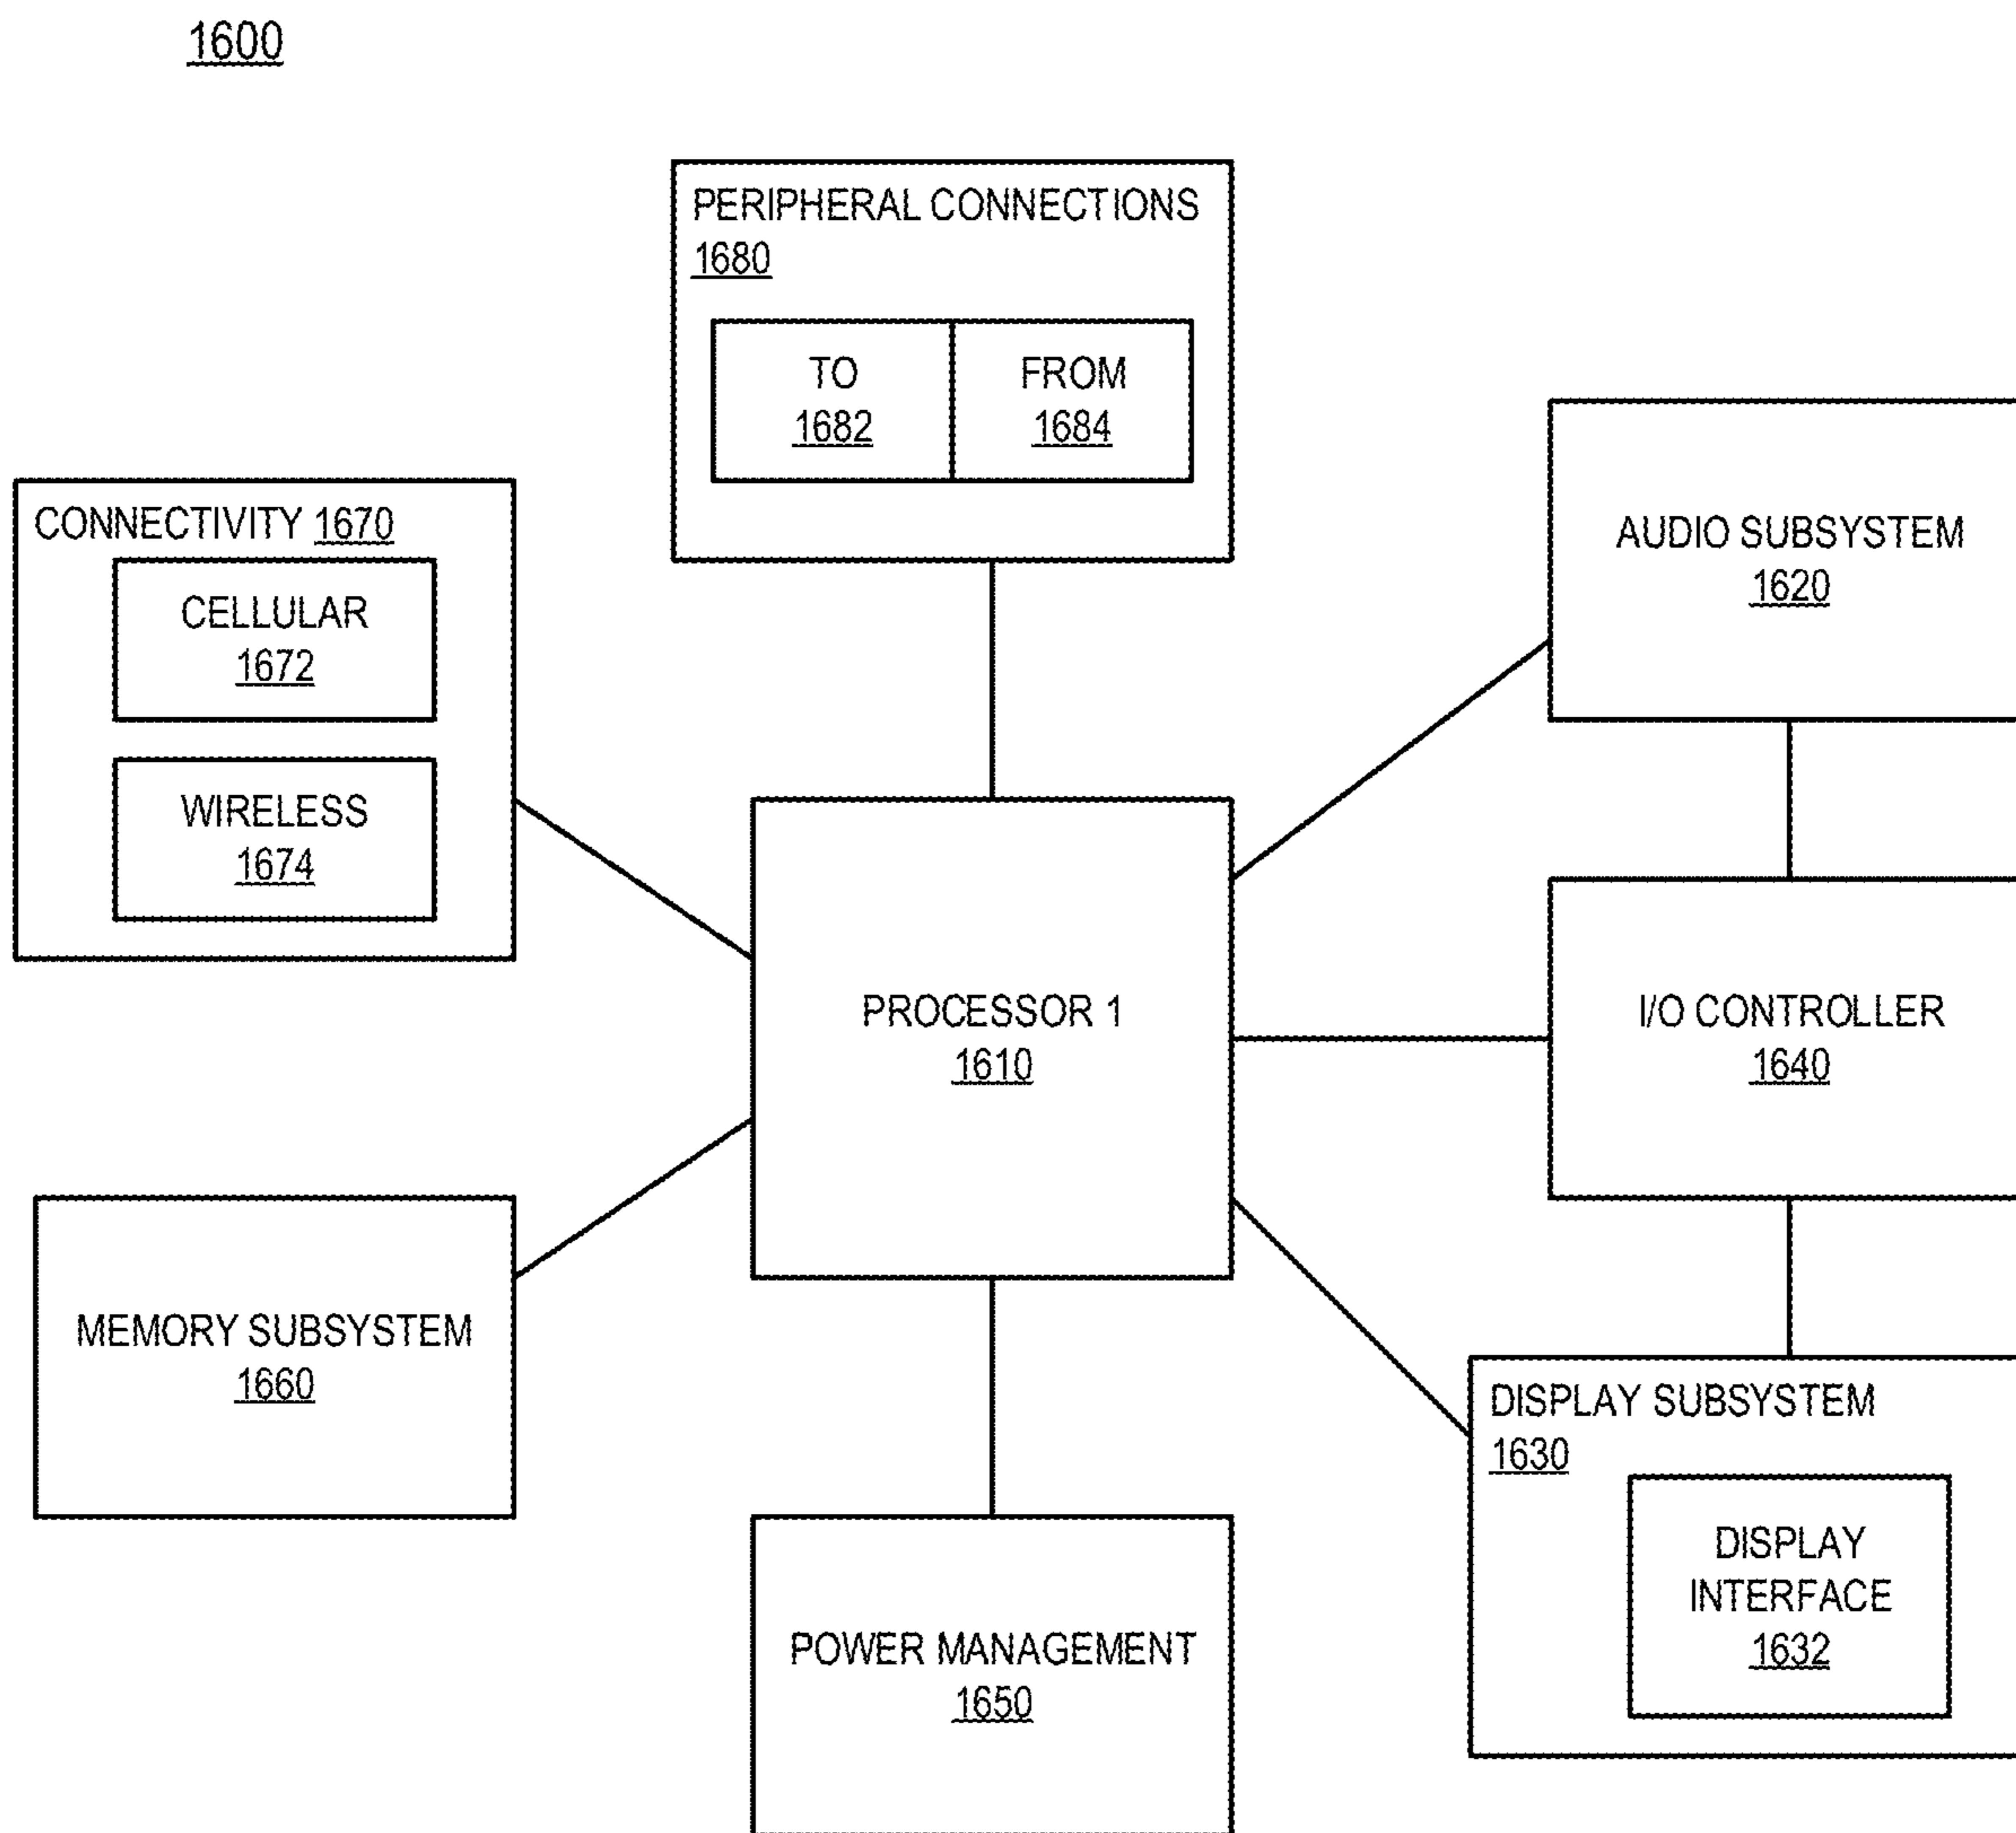 1600
PERIPHERAL CONNECTIONS
1680
TO
1682
FROM
1684
AUDIO SUBSYSTEM
1620
CONNECTIVITY 1670
CELLULAR
1672
WIRELESS
1674
PROCESSOR 1
1610
I/O CONTROLLER
1640
MEMORY SUBSYSTEM
1660
DISPLAY SUBSYSTEM
1630
DISPLAY
INTERFACE
1632
POWER MANAGEMENT
1650